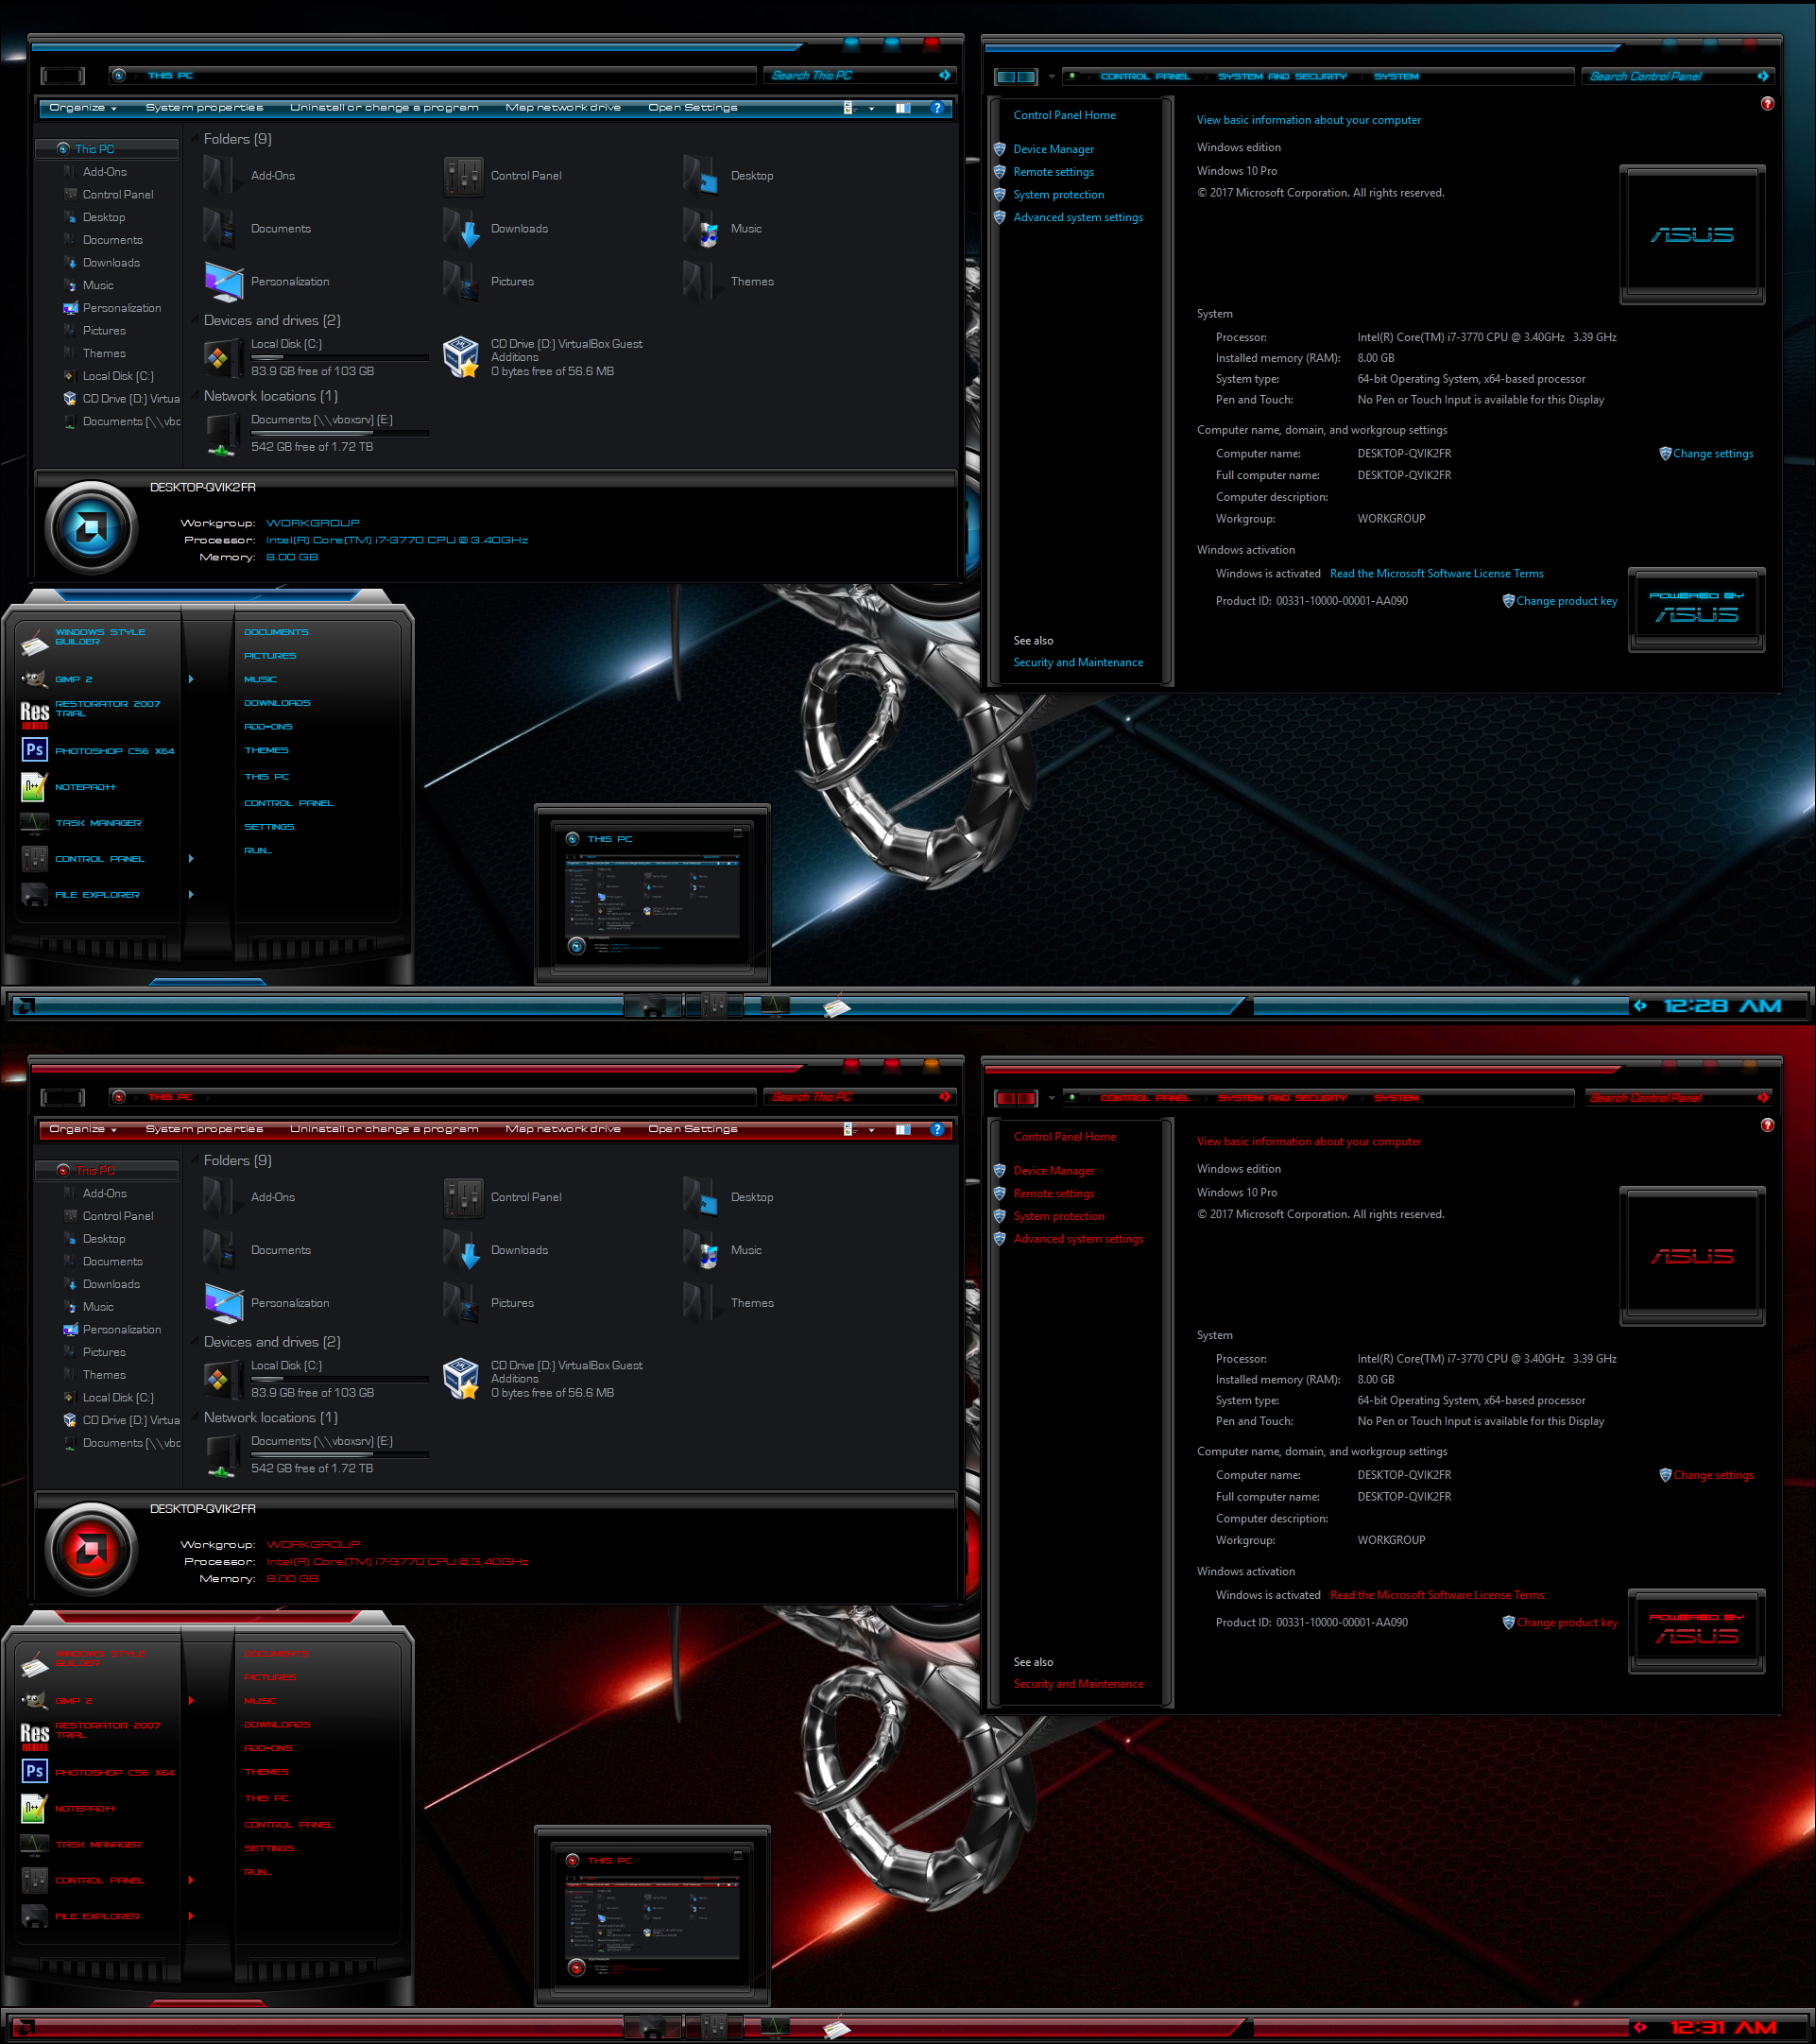 THIS PC
Search This PC
Organize
System properties
Uninstall or change a program
Map network drive
Open Settings
This PC
Add-Ons
Control Panel
Desktop
Documents
Downloads
Music
Personalization
Pictures
Themes
Local Disk (C:)
CD Drive (D:) Virtua
Documents (\\vbc
Folders (9)
Add-Ons
Control Panel
Desktop
Documents
Downloads
Music
Personalization
Pictures
Themes
Devices and drives (2)
Local Disk (C:)
83.9 GB free of 103 GB
CD Drive (D:) VirtualBox Guest
Additions
0 bytes free of 56.6 MB
Network locations (1)
Documents (\\vboxsrv) (E:)
542 GB free of 1.72 TB
DESKTOP-QVIK2FR
Workgroup: WORKGROUP
Processor: Intel(R) Core(TM) i7-3770 CPU @ 3.40GHz
Memory: 8.00 GB
CONTROL PANEL
SYSTEM AND SECURITY
SYSTEM
Search Control Panel
Control Panel Home
Device Manager
Remote settings
System protection
Advanced system settings
See also
Security and Maintenance
View basic information about your computer
Windows edition
Windows 10 Pro
© 2017 Microsoft Corporation. All rights reserved.
ASUS
System
Processor: Intel(R) Core(TM) i7-3770 CPU @ 3.40GHz 3.39 GHz
Installed memory (RAM): 8.00 GB
System type: 64-bit Operating System, x64-based processor
Pen and Touch: No Pen or Touch Input is available for this Display
Computer name, domain, and workgroup settings
Computer name: DESKTOP-QVIK2FR
Change settings
Full computer name: DESKTOP-QVIK2FR
Computer description:
Workgroup: WORKGROUP
Windows activation
Windows is activated Read the Microsoft Software License Terms
Product ID: 00331-10000-00001-AA090
Change product key
POWERED BY
ASUS
WINDOWS STYLE
BUILDER
GIMP 2
Res
RESTORATOR 2007
TRIAL
Ps
PHOTOSHOP CS6 X64
NOTEPAD++
TASK MANAGER
CONTROL PANEL
FILE EXPLORER
DOCUMENTS
PICTURES
MUSIC
DOWNLOADS
ADD-ONS
THEMES
THIS PC
CONTROL PANEL
SETTINGS
RUN...
THIS PC
12:28 AM
THIS PC
Search This PC
Organize
System properties
Uninstall or change a program
Map network drive
Open Settings
This PC
Add-Ons
Control Panel
Desktop
Documents
Downloads
Music
Personalization
Pictures
Themes
Local Disk (C:)
CD Drive (D:) Virtua
Documents (\\vbc
Folders (9)
Add-Ons
Control Panel
Desktop
Documents
Downloads
Music
Personalization
Pictures
Themes
Devices and drives (2)
Local Disk (C:)
83.9 GB free of 103 GB
CD Drive (D:) VirtualBox Guest
Additions
0 bytes free of 56.6 MB
Network locations (1)
Documents (\\vboxsrv) (E:)
542 GB free of 1.72 TB
DESKTOP-QVIK2FR
Workgroup: WORKGROUP
Processor: Intel(R) Core(TM) i7-3770 CPU @ 3.40GHz
Memory: 8.00 GB
CONTROL PANEL
SYSTEM AND SECURITY
SYSTEM
Search Control Panel
Control Panel Home
Device Manager
Remote settings
System protection
Advanced system settings
See also
Security and Maintenance
View basic information about your computer
Windows edition
Windows 10 Pro
© 2017 Microsoft Corporation. All rights reserved.
ASUS
System
Processor: Intel(R) Core(TM) i7-3770 CPU @ 3.40GHz 3.39 GHz
Installed memory (RAM): 8.00 GB
System type: 64-bit Operating System, x64-based processor
Pen and Touch: No Pen or Touch Input is available for this Display
Computer name, domain, and workgroup settings
Computer name: DESKTOP-QVIK2FR
Change settings
Full computer name: DESKTOP-QVIK2FR
Computer description:
Workgroup: WORKGROUP
Windows activation
Windows is activated Read the Microsoft Software License Terms
Product ID: 00331-10000-00001-AA090
Change product key
POWERED BY
ASUS
WINDOWS STYLE
BUILDER
GIMP 2
Res
RESTORATOR 2007
TRIAL
Ps
PHOTOSHOP CS6 X64
NOTEPAD++
TASK MANAGER
CONTROL PANEL
FILE EXPLORER
DOCUMENTS
PICTURES
MUSIC
DOWNLOADS
ADD-ONS
THEMES
THIS PC
CONTROL PANEL
SETTINGS
RUN...
THIS PC
12:31 AM